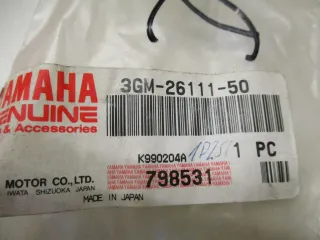 YAMAHA
GENUINE
& Accessories
3GM-26111-50
K990204A
1 PC
798531
MOTOR CO., LTD.
IWATA SHIZUOKA JAPAN
MADE IN JAPAN